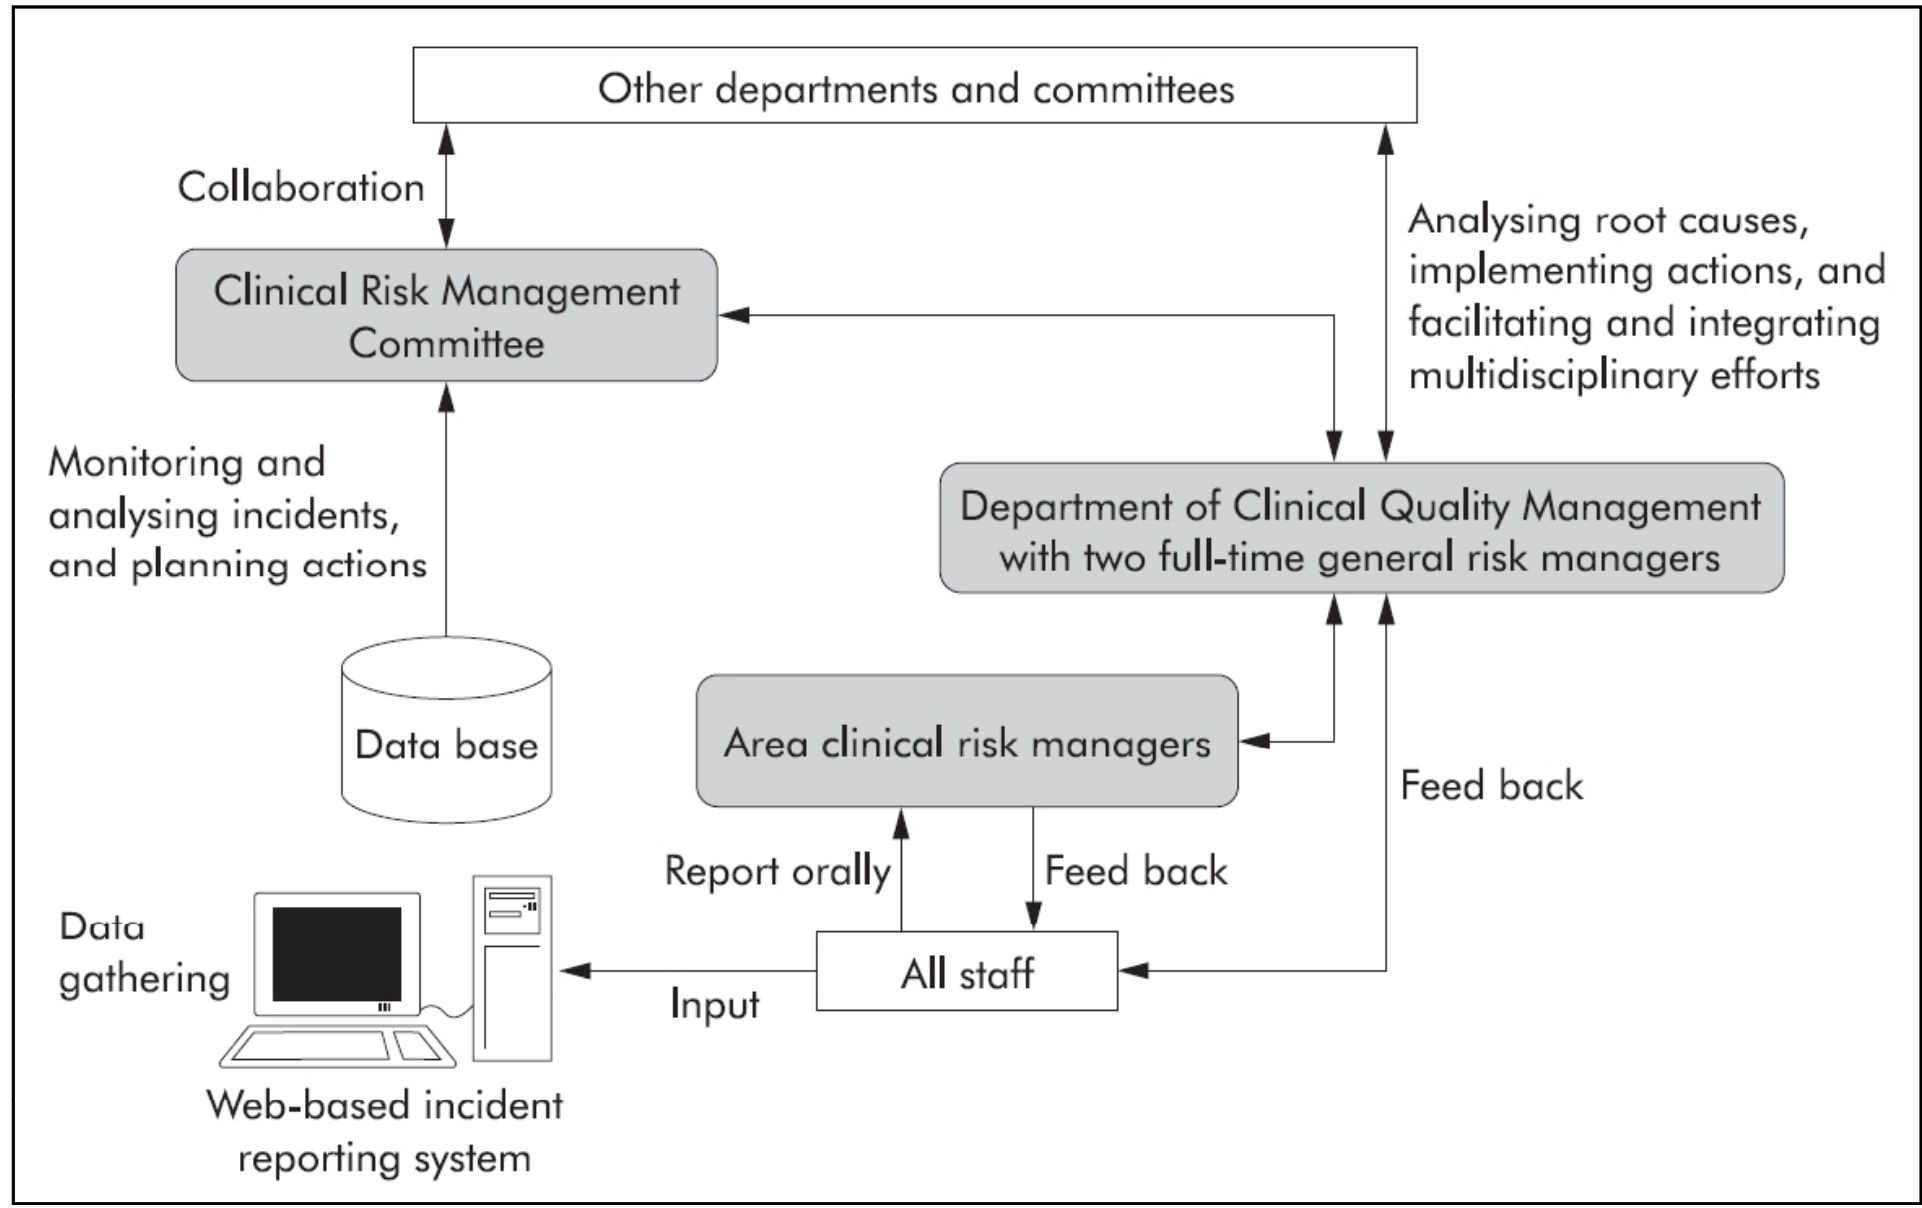 Other departments and committees
Collaboration
Clinical Risk Management
Committee
Analysing root causes,
implementing actions, and
facilitating and integrating
multidisciplinary efforts
Monitoring and
analysing incidents,
and planning actions
Department of Clinical Quality Management
with two full-time general risk managers
Data base
Area clinical risk managers
Feed back
Report orally
Feed back
Data
gathering
All staff
Input
Web-based incident
reporting system